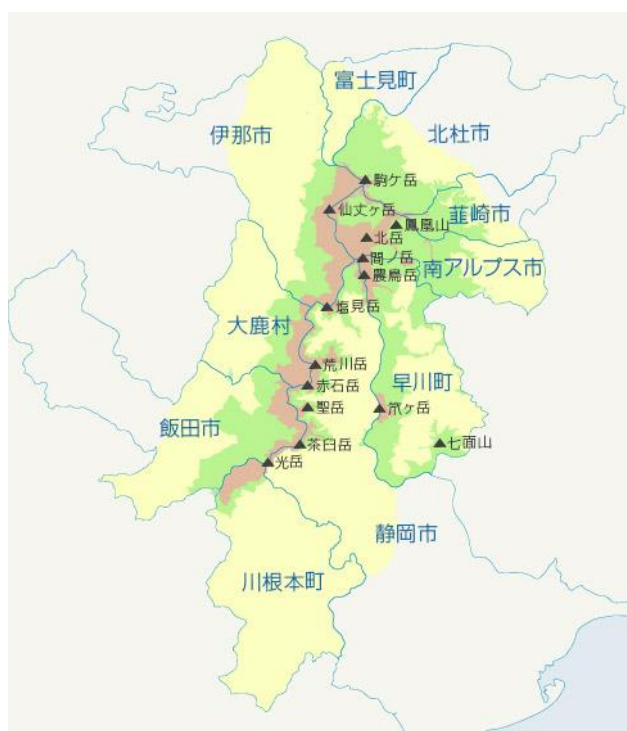 富士見町
伊那市
北杜市
駒ケ岳
仙丈ヶ岳
韮崎市
鳳凰山
北岳
間ノ岳
南アルプス市
農鳥岳
塩見岳
大鹿村
荒川岳
早川町
赤石岳
聖岳
笊ヶ岳
飯田市
茶臼岳
七面山
光岳
静岡市
川根本町